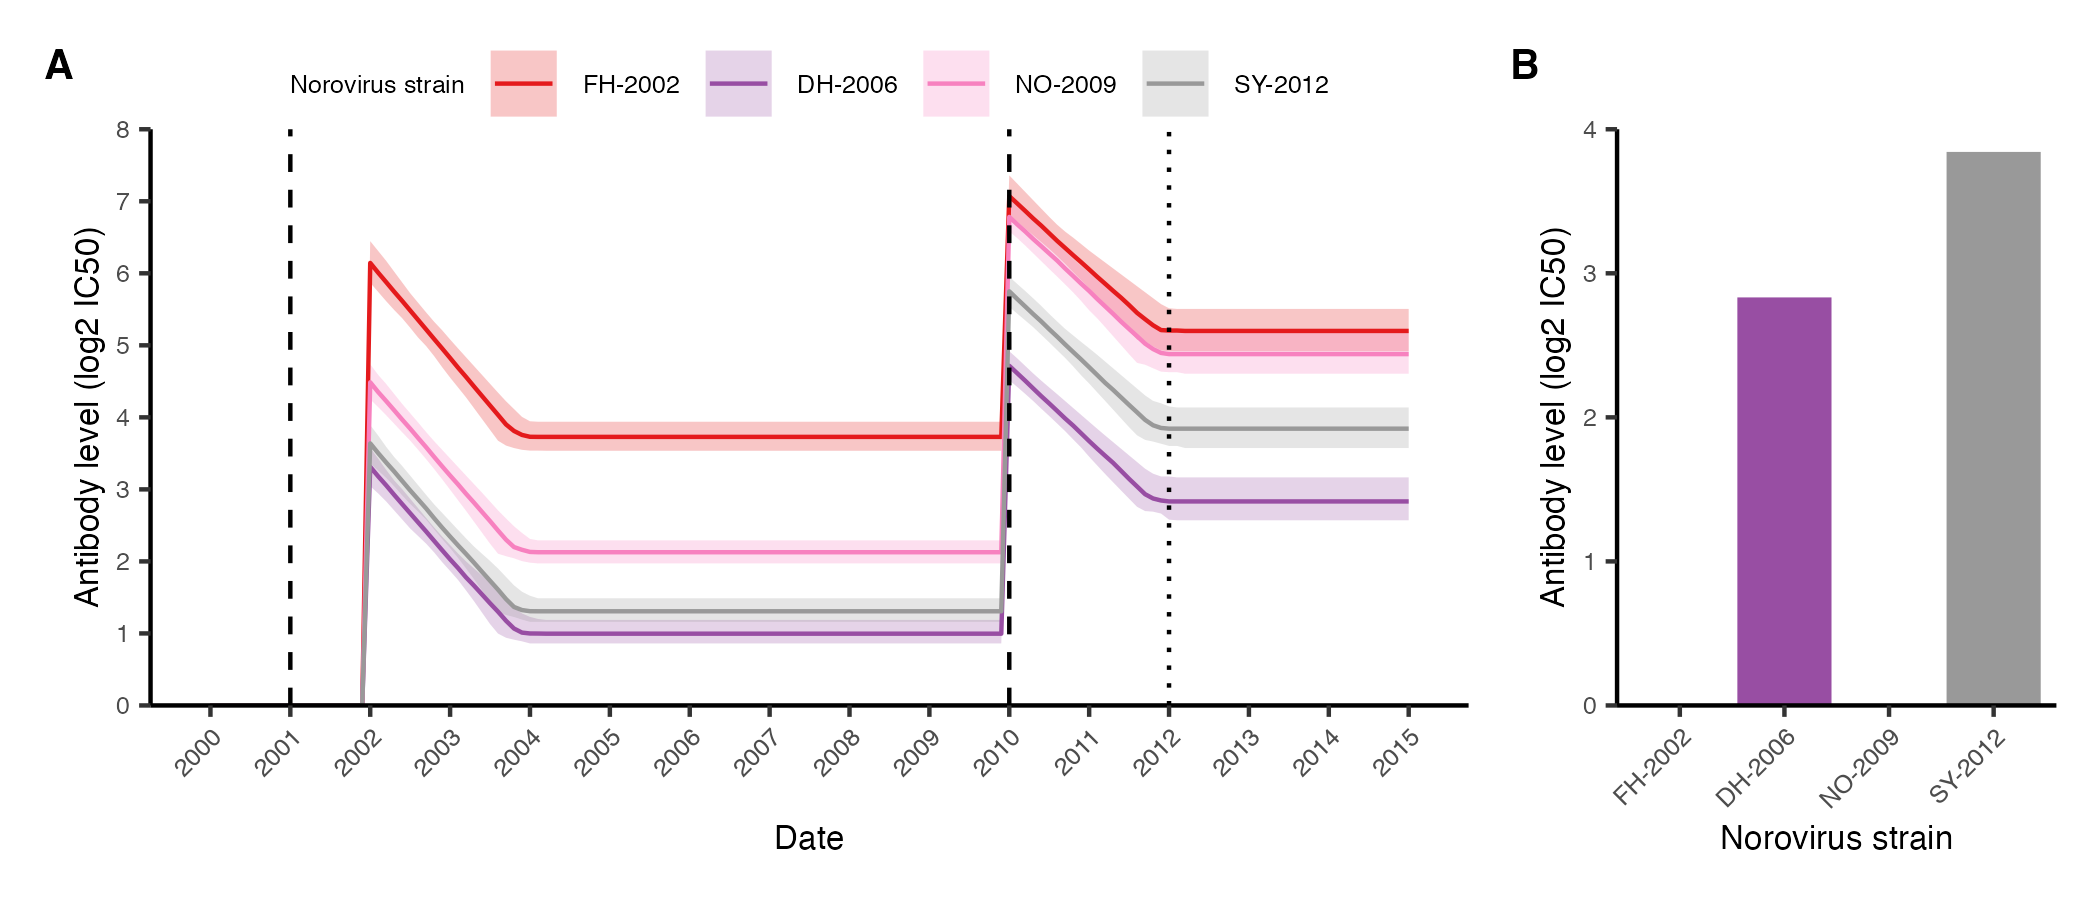 A
Norovirus strain FH-2002 DH-2006 NO-2009 SY-2012
Antibody level (log2 IC50)
8
7
6
5
4
3
2
1
0
2000 2001 2002 2003 2004 2005 2006 2007 2008 2009 2010 2011 2012 2013 2014 2015
Date
B
Antibody level (log2 IC50)
4
3
2
1
0
FH-2002 DH-2006 NO-2009 SY-2012
Norovirus strain